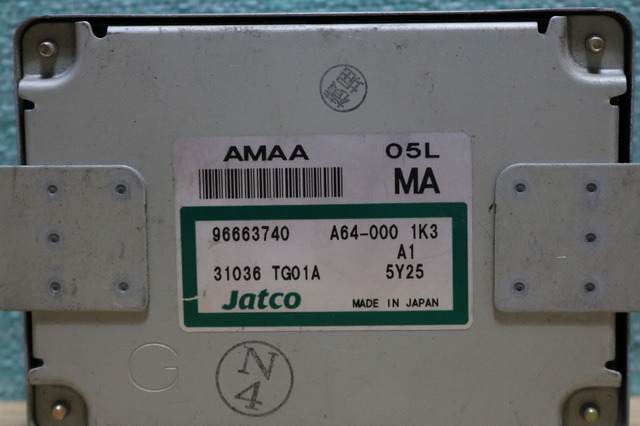 AMAA 05L
MA
96663740 A64-000 1K3
A1
31036 TG01A 5Y25
Jatco MADE IN JAPAN
G
N
4